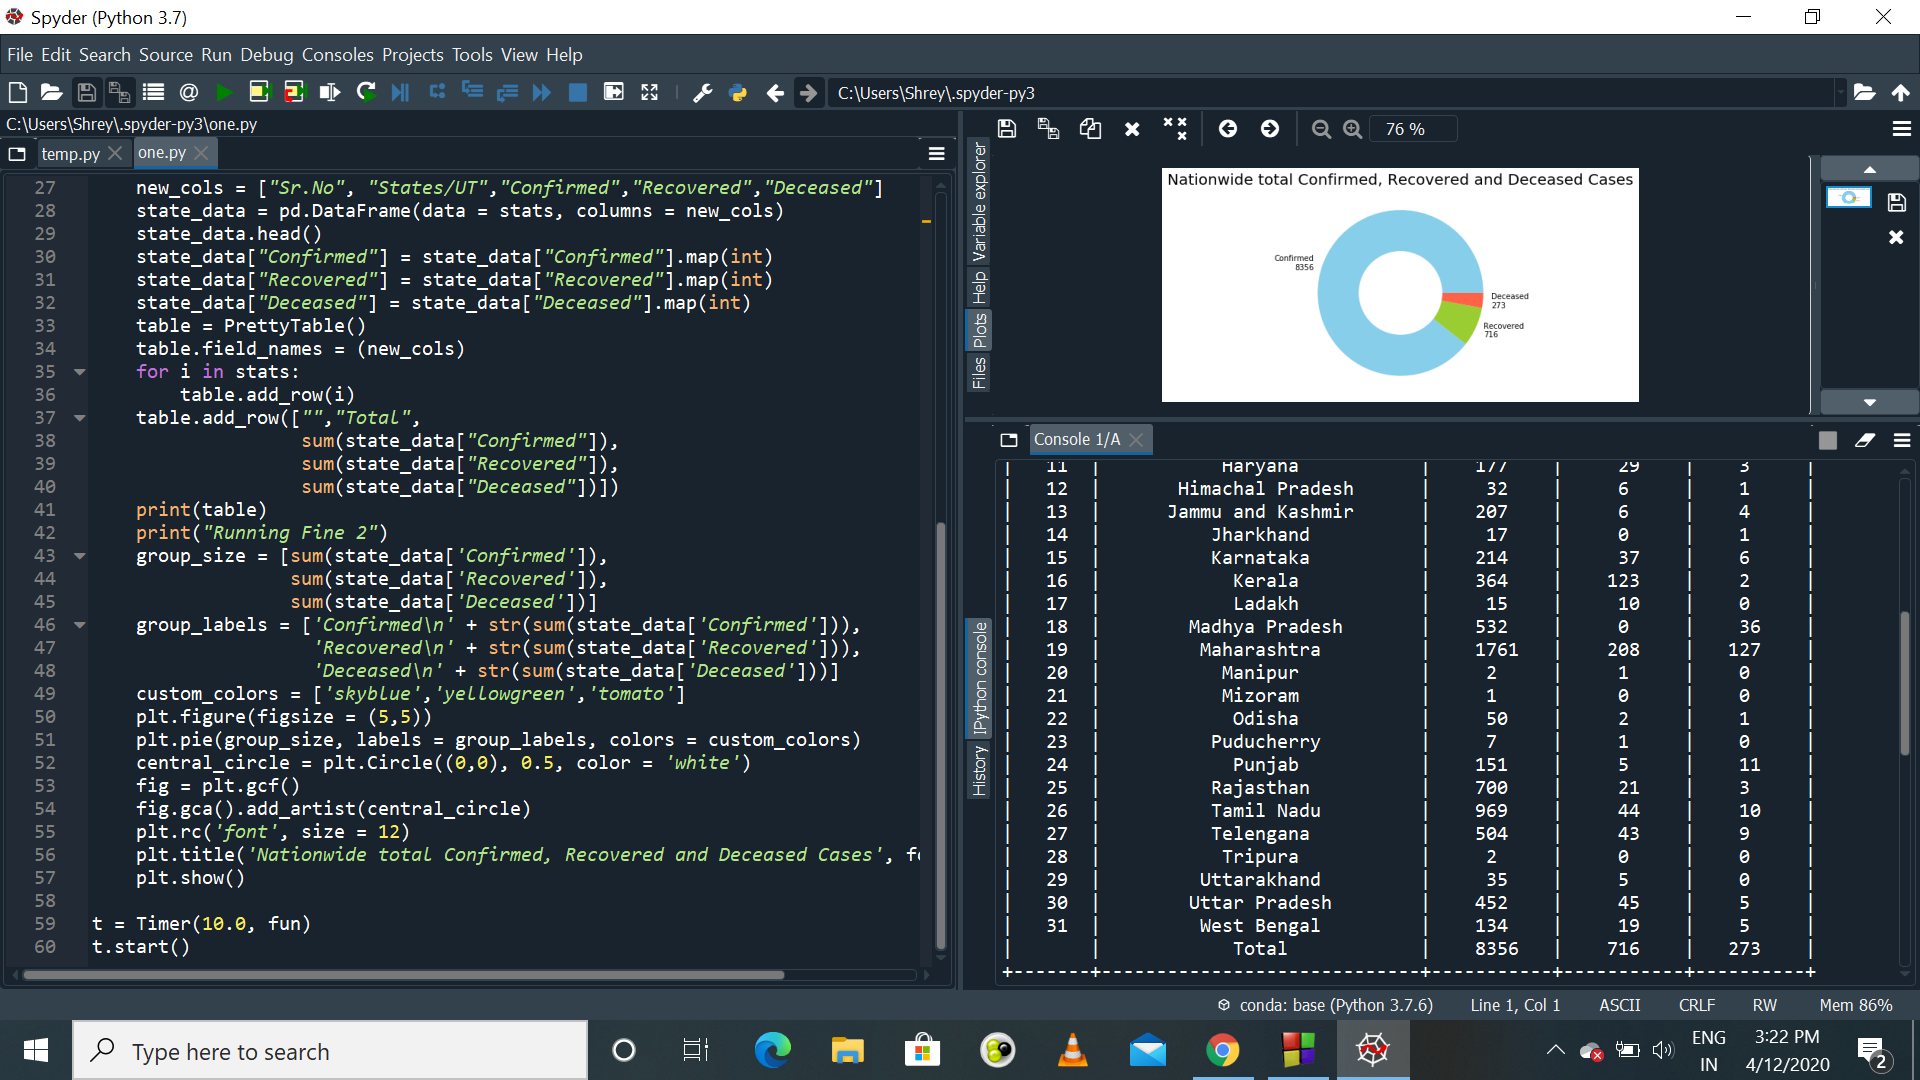 Spyder (Python 3.7)
File Edit Search Source Run Debug Consoles Projects Tools View Help
C:\Users\Shrey\.spyder-py3
C:\Users\Shrey\.spyder-py3\one.py
temp.py
one.py
27 new_cols = ["Sr.No", "States/UT","Confirmed","Recovered","Deceased"]
28 state_data = pd.DataFrame(data = stats, columns = new_cols)
29 state_data.head()
30 state_data["Confirmed"] = state_data["Confirmed"].map(int)
31 state_data["Recovered"] = state_data["Recovered"].map(int)
32 state_data["Deceased"] = state_data["Deceased"].map(int)
33 table = PrettyTable()
34 table.field_names = (new_cols)
35 for i in stats:
36 table.add_row(i)
37 table.add_row(["","Total",
38 sum(state_data["Confirmed"]),
39 sum(state_data["Recovered"]),
40 sum(state_data["Deceased"])])
41 print(table)
42 print("Running Fine 2")
43 group_size = [sum(state_data['Confirmed']),
44 sum(state_data['Recovered']),
45 sum(state_data['Deceased'])]
46 group_labels = ['Confirmed\n' + str(sum(state_data['Confirmed'])),
47 'Recovered\n' + str(sum(state_data['Recovered'])),
48 'Deceased\n' + str(sum(state_data['Deceased']))]
49 custom_colors = ['skyblue','yellowgreen','tomato']
50 plt.figure(figsize = (5,5))
51 plt.pie(group_size, labels = group_labels, colors = custom_colors)
52 central_circle = plt.Circle((0,0), 0.5, color = 'white')
53 fig = plt.gcf()
54 fig.gca().add_artist(central_circle)
55 plt.rc('font', size = 12)
56 plt.title('Nationwide total Confirmed, Recovered and Deceased Cases', fo
57 plt.show()
58
59 t = Timer(10.0, fun)
60 t.start()
76 %
Variable explorer
Help
Plots
Files
Nationwide total Confirmed, Recovered and Deceased Cases
Confirmed
8356
Deceased
273
Recovered
716
Console 1/A
IPython console
History
| 11 | Haryana | 177 | 29 | 3 |
| 12 | Himachal Pradesh | 32 | 6 | 1 |
| 13 | Jammu and Kashmir | 207 | 6 | 4 |
| 14 | Jharkhand | 17 | 0 | 1 |
| 15 | Karnataka | 214 | 37 | 6 |
| 16 | Kerala | 364 | 123 | 2 |
| 17 | Ladakh | 15 | 10 | 0 |
| 18 | Madhya Pradesh | 532 | 0 | 36 |
| 19 | Maharashtra | 1761 | 208 | 127 |
| 20 | Manipur | 2 | 1 | 0 |
| 21 | Mizoram | 1 | 0 | 0 |
| 22 | Odisha | 50 | 2 | 1 |
| 23 | Puducherry | 7 | 1 | 0 |
| 24 | Punjab | 151 | 5 | 11 |
| 25 | Rajasthan | 700 | 21 | 3 |
| 26 | Tamil Nadu | 969 | 44 | 10 |
| 27 | Telengana | 504 | 43 | 9 |
| 28 | Tripura | 2 | 0 | 0 |
| 29 | Uttarakhand | 35 | 5 | 0 |
| 30 | Uttar Pradesh | 452 | 45 | 5 |
| 31 | West Bengal | 134 | 19 | 5 |
| | Total | 8356 | 716 | 273 |
+-------+-----------------------------+-----------+-----------+----------+
conda: base (Python 3.7.6) Line 1, Col 1 ASCII CRLF RW Mem 86%
Type here to search
ENG
IN
3:22 PM
4/12/2020
2